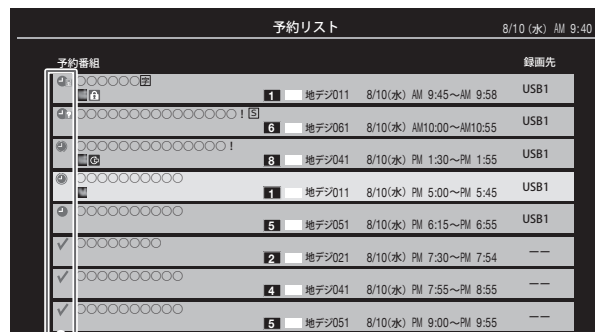 予約リスト 8/10 (水) AM 9:40
予約番組 録画先
○○○○○○字
1 地デジ011 8/10(水) AM 9:45～AM 9:58 USB1
○○○○○○○○○○○○○○○！S
6 地デジ061 8/10(水) AM10:00～AM10:55 USB1
○○○○○○○○○○○○○○！
8 地デジ041 8/10(水) PM 1:30～PM 1:55 USB1
○○○○○○○○○○
1 地デジ011 8/10(水) PM 5:00～PM 5:45 USB1
○○○○○○○○○○
5 地デジ051 8/10(水) PM 6:15～PM 6:55 USB1
○○○○○○○○
2 地デジ021 8/10(水) PM 7:30～PM 7:54 −−
○○○○○○○○○○
4 地デジ041 8/10(水) PM 7:55～PM 8:55 −−
○○○○○○○○○○
5 地デジ051 8/10(水) PM 9:00～PM 9:55 −−